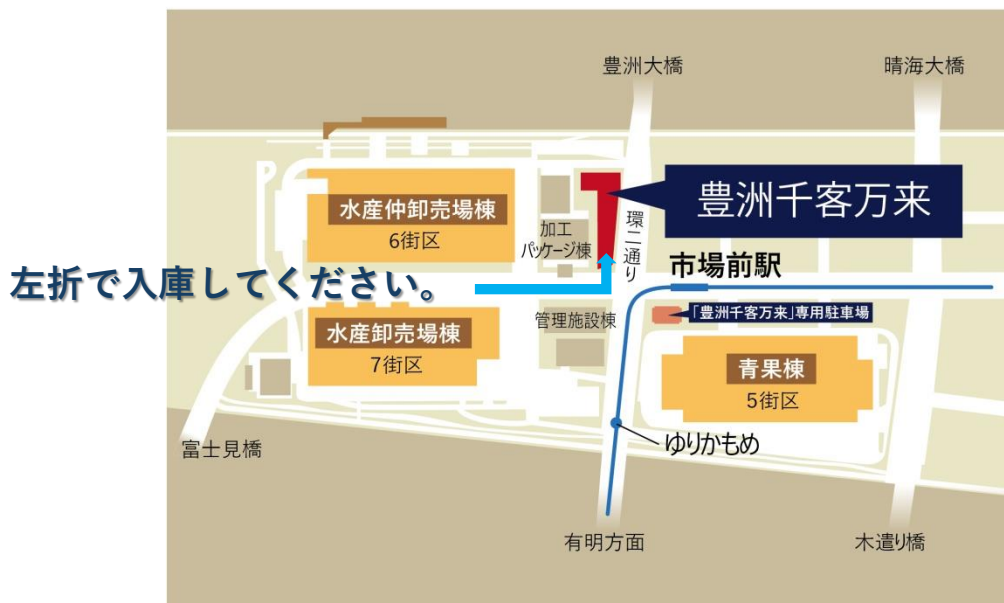 豊洲大橋
晴海大橋
豊洲千客万来
水産仲卸売場棟
6街区
加工
パッケージ棟
環二通り
市場前駅
左折で入庫してください。
「豊洲千客万来」専用駐車場
水産卸売場棟
7街区
管理施設棟
青果棟
5街区
富士見橋
ゆりかもめ
有明方面
木遣り橋